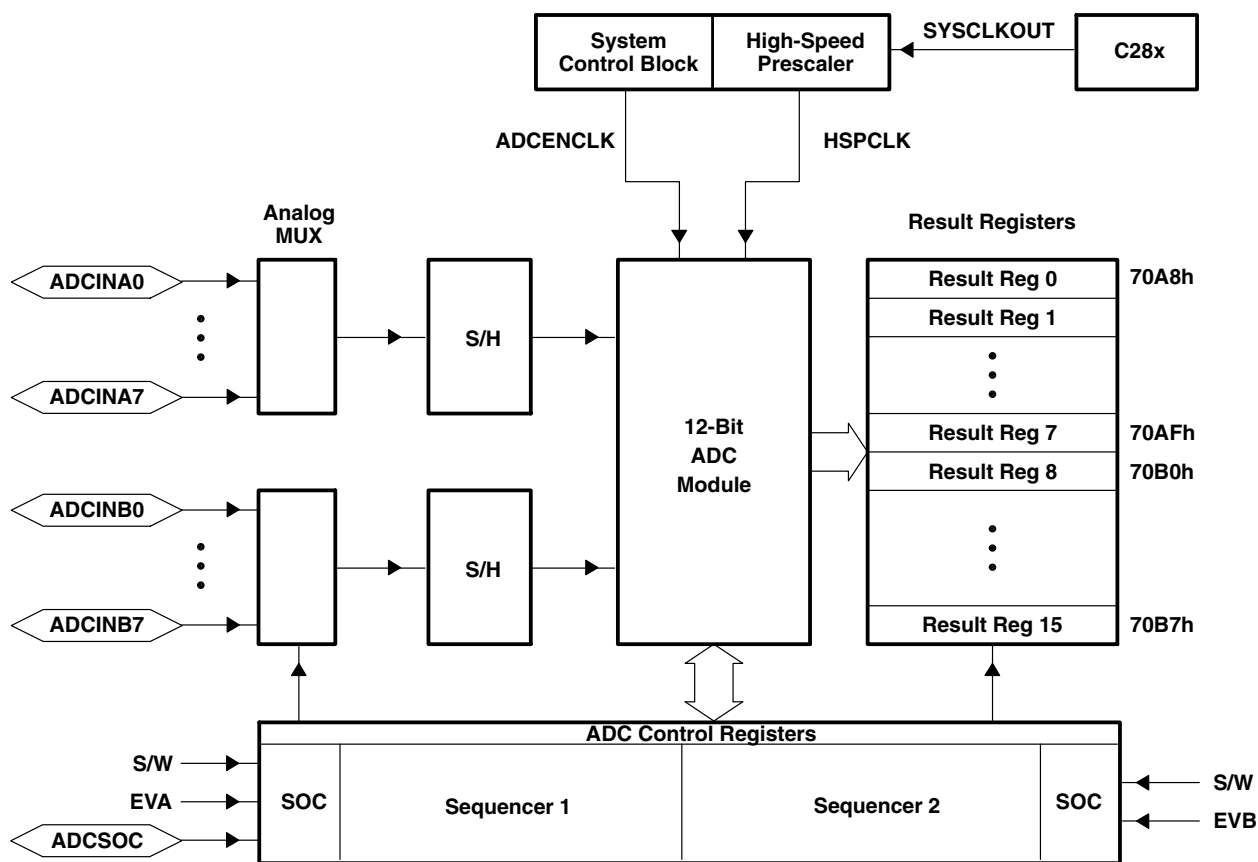 System
Control Block
High-Speed
Prescaler
SYSCLKOUT
C28x
ADCENCLK
HSPCLK
Analog
MUX
Result Registers
ADCINA0
ADCINA7
S/H
12-Bit
ADC
Module
Result Reg 0
70A8h
Result Reg 1
Result Reg 7
70AFh
Result Reg 8
70B0h
ADCINB0
ADCINB7
S/H
Result Reg 15
70B7h
ADC Control Registers
S/W
EVA
ADCSOC
SOC
Sequencer 1
Sequencer 2
SOC
S/W
EVB